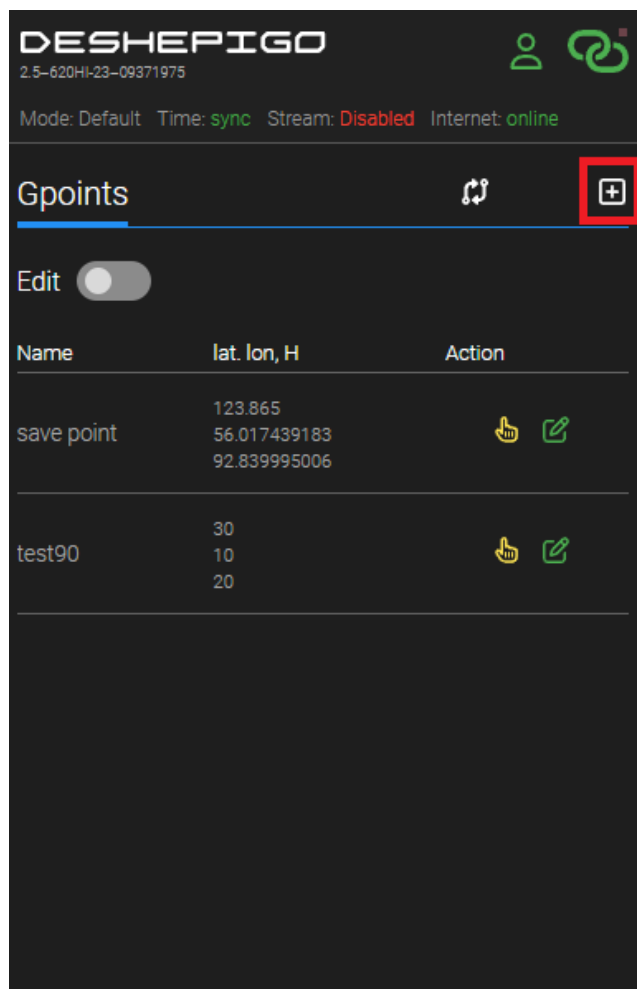 DESHEPIGO
2.5–620HI-23–09371975
Mode: Default Time: sync Stream: Disabled Internet: online
Gpoints
Edit
Name lat. lon, H Action
save point
123.865
56.017439183
92.839995006
test90
30
10
20